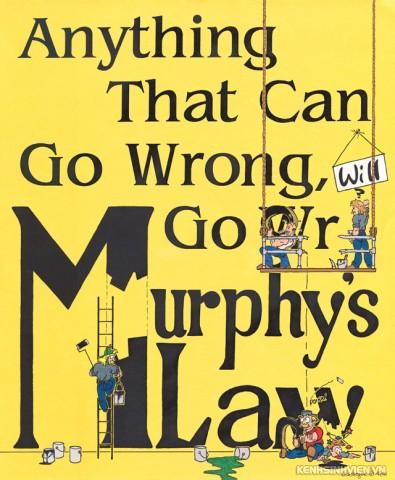 Anything
That Can
Go Wrong,
Will
Go Wr
Murphy's
Law
KENHSINHVIEN.VN